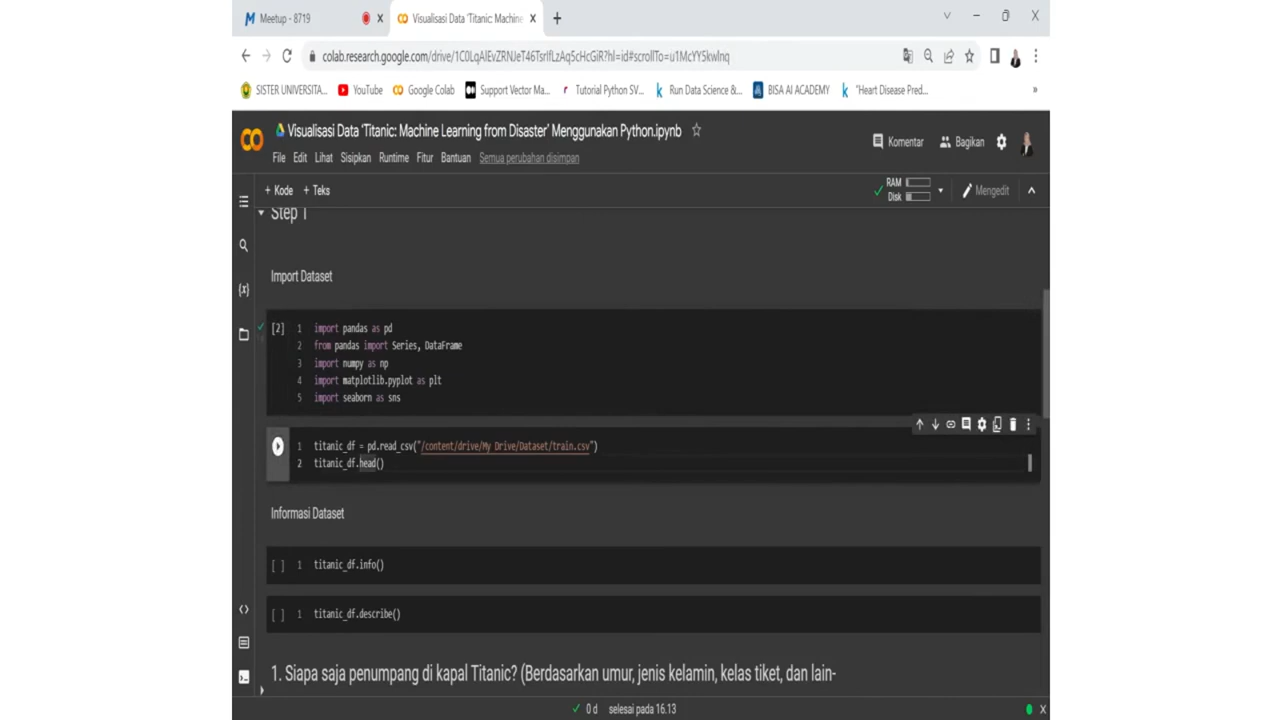 Meetup - 8719
Visualisasi Data 'Titanic: Machine
colab.research.google.com/drive/1C0LqAlEvZRNJeT46TsrlfLzAq5cHcGiR?hl=id#scrollTo=u1McYY5kwlnq
SISTER UNIVERSITA... YouTube Google Colab Support Vector Ma... Tutorial Python SV... Run Data Science &... BISA AI ACADEMY "Heart Disease Pred... »
Visualisasi Data 'Titanic: Machine Learning from Disaster' Menggunakan Python.ipynb
Komentar Bagikan
File Edit Lihat Sisipkan Runtime Fitur Bantuan Semua perubahan disimpan
+ Kode + Teks
RAM
Disk
Mengedit
Step 1
Import Dataset
[2] 1 import pandas as pd
2 from pandas import Series, DataFrame
3 import numpy as np
4 import matplotlib.pyplot as plt
5 import seaborn as sns
1 titanic_df = pd.read_csv("/content/drive/My Drive/Dataset/train.csv")
2 titanic_df.head()
Informasi Dataset
[ ] 1 titanic_df.info()
[ ] 1 titanic_df.describe()
1. Siapa saja penumpang di kapal Titanic? (Berdasarkan umur, jenis kelamin, kelas tiket, dan lain-
0 d selesai pada 16.13